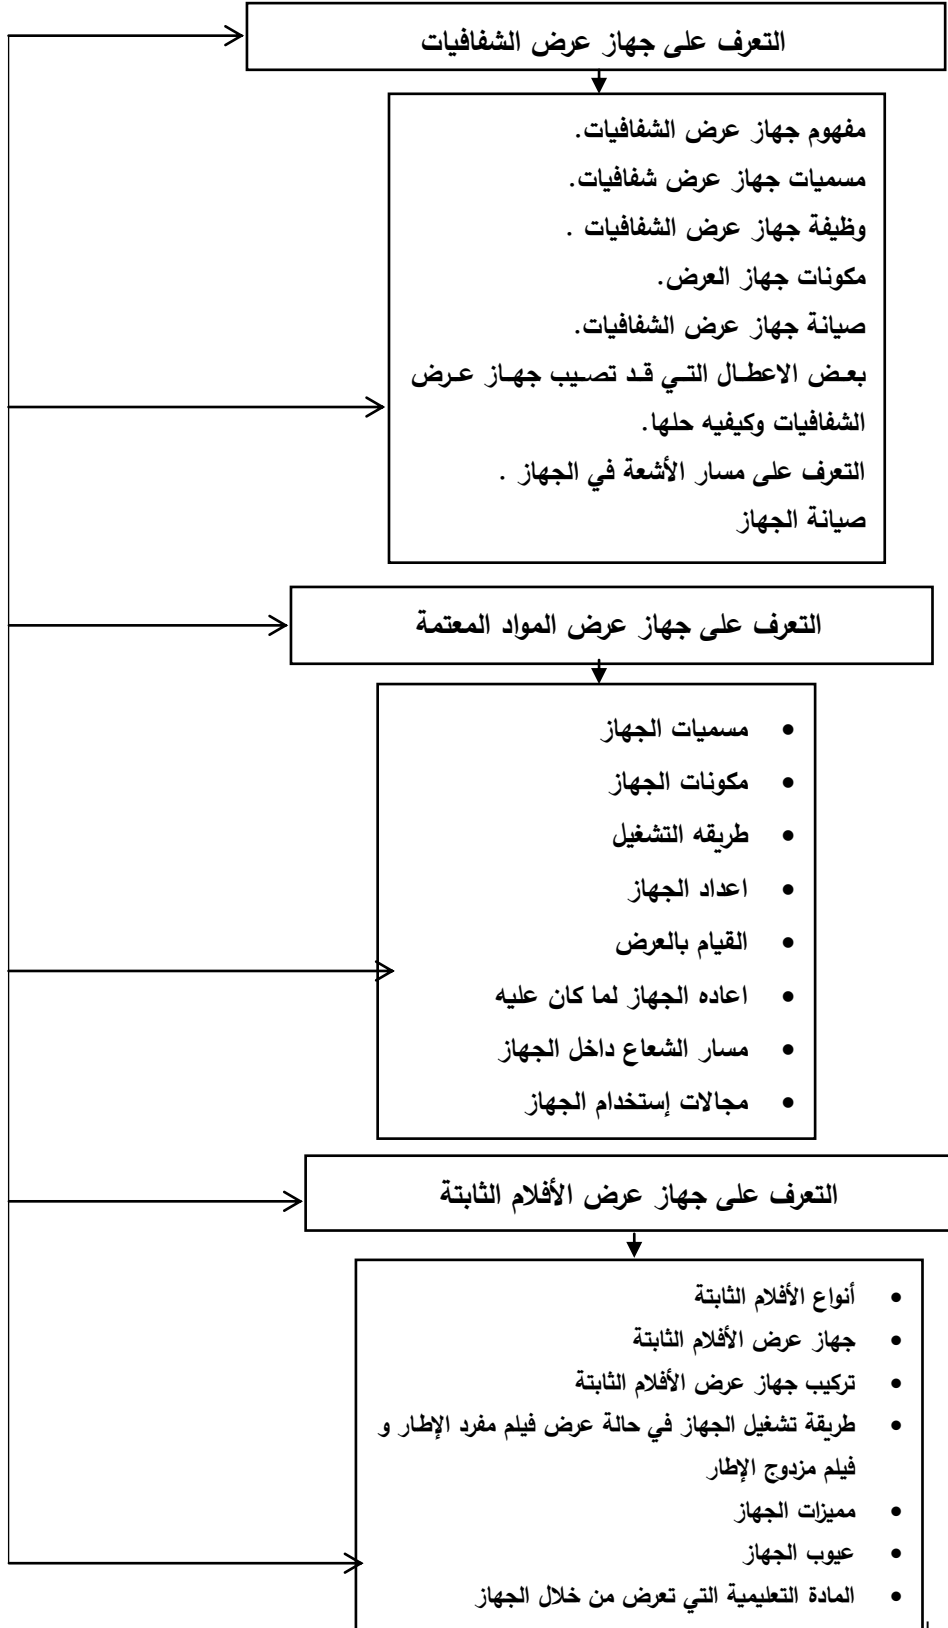 التعرف على جهاز عرض الشفافيات
مفهوم جهاز عرض الشفافيات.
مسميات جهاز عرض شفافيات.
وظيفة جهاز عرض الشفافيات .
مكونات جهاز العرض.
صيانة جهاز عرض الشفافيات.
بعض الاعطال التي قد تصيب جهاز عرض
الشفافيات وكيفيه حلها.
التعرف على مسار الأشعة في الجهاز .
صيانة الجهاز
التعرف على جهاز عرض المواد المعتمة
• مسميات الجهاز
• مكونات الجهاز
• طريقه التشغيل
• اعداد الجهاز
• القيام بالعرض
• اعاده الجهاز لما كان عليه
• مسار الشعاع داخل الجهاز
• مجالات إستخدام الجهاز
التعرف على جهاز عرض الأفلام الثابتة
• أنواع الأفلام الثابتة
• جهاز عرض الأفلام الثابتة
• تركيب جهاز عرض الأفلام الثابتة
• طريقة تشغيل الجهاز في حالة عرض فيلم مفرد الإطار و
فيلم مزدوج الإطار
• مميزات الجهاز
• عيوب الجهاز
• المادة التعليمية التي تعرض من خلال الجهاز